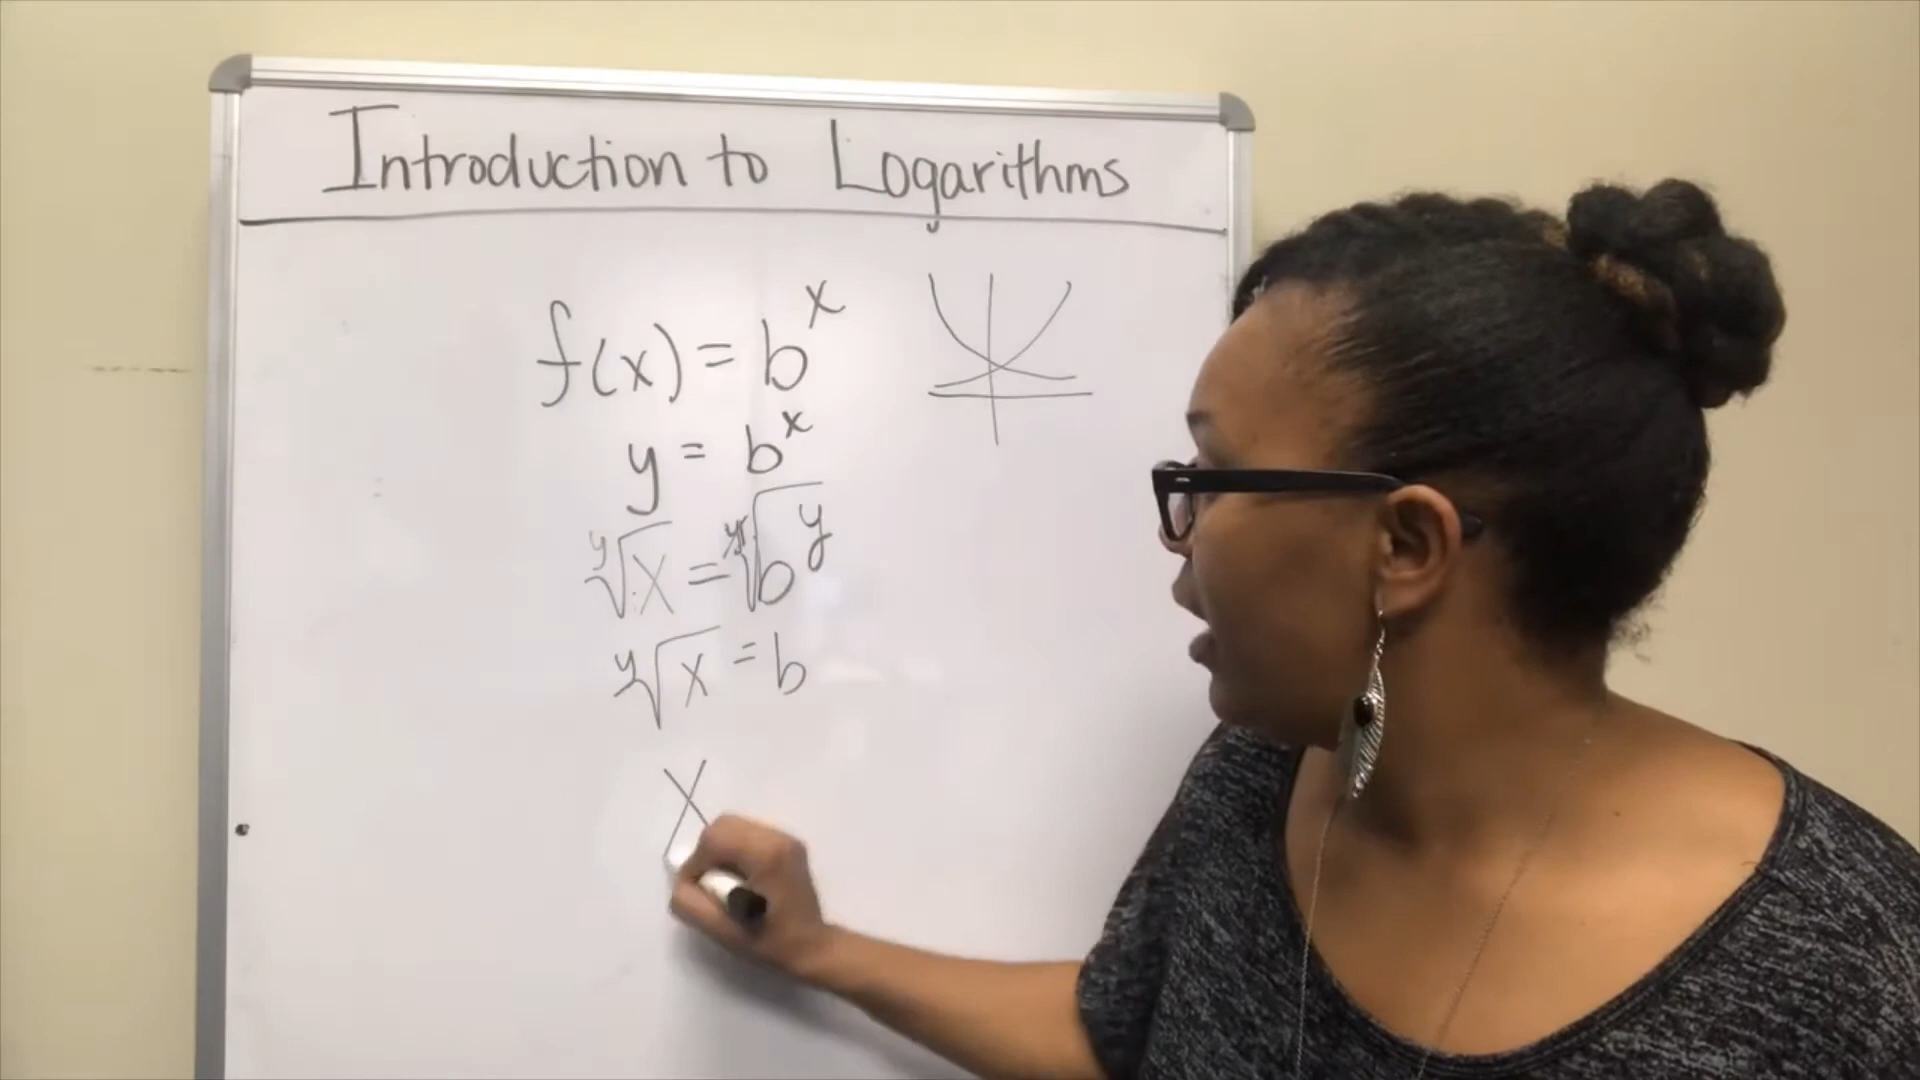 Introduction to Logarithms
f(x) = b^x
y = b^x
ʸ√x = ʸ√b^y
ʸ√x = b
x